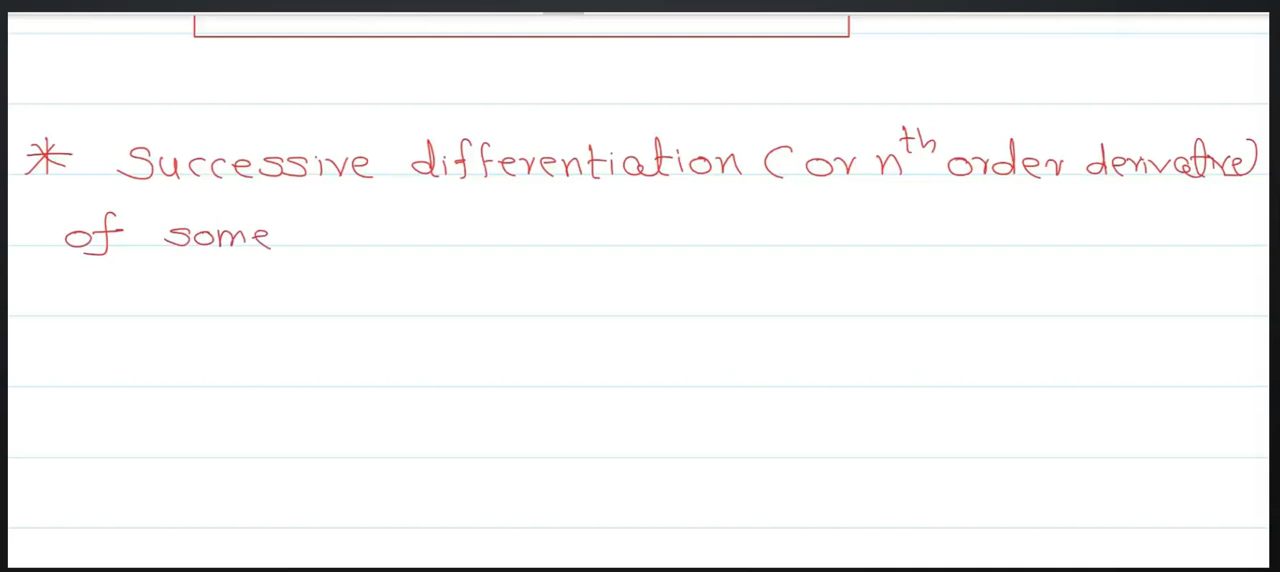 * Successive differentiation (or nth order derivative)
of some